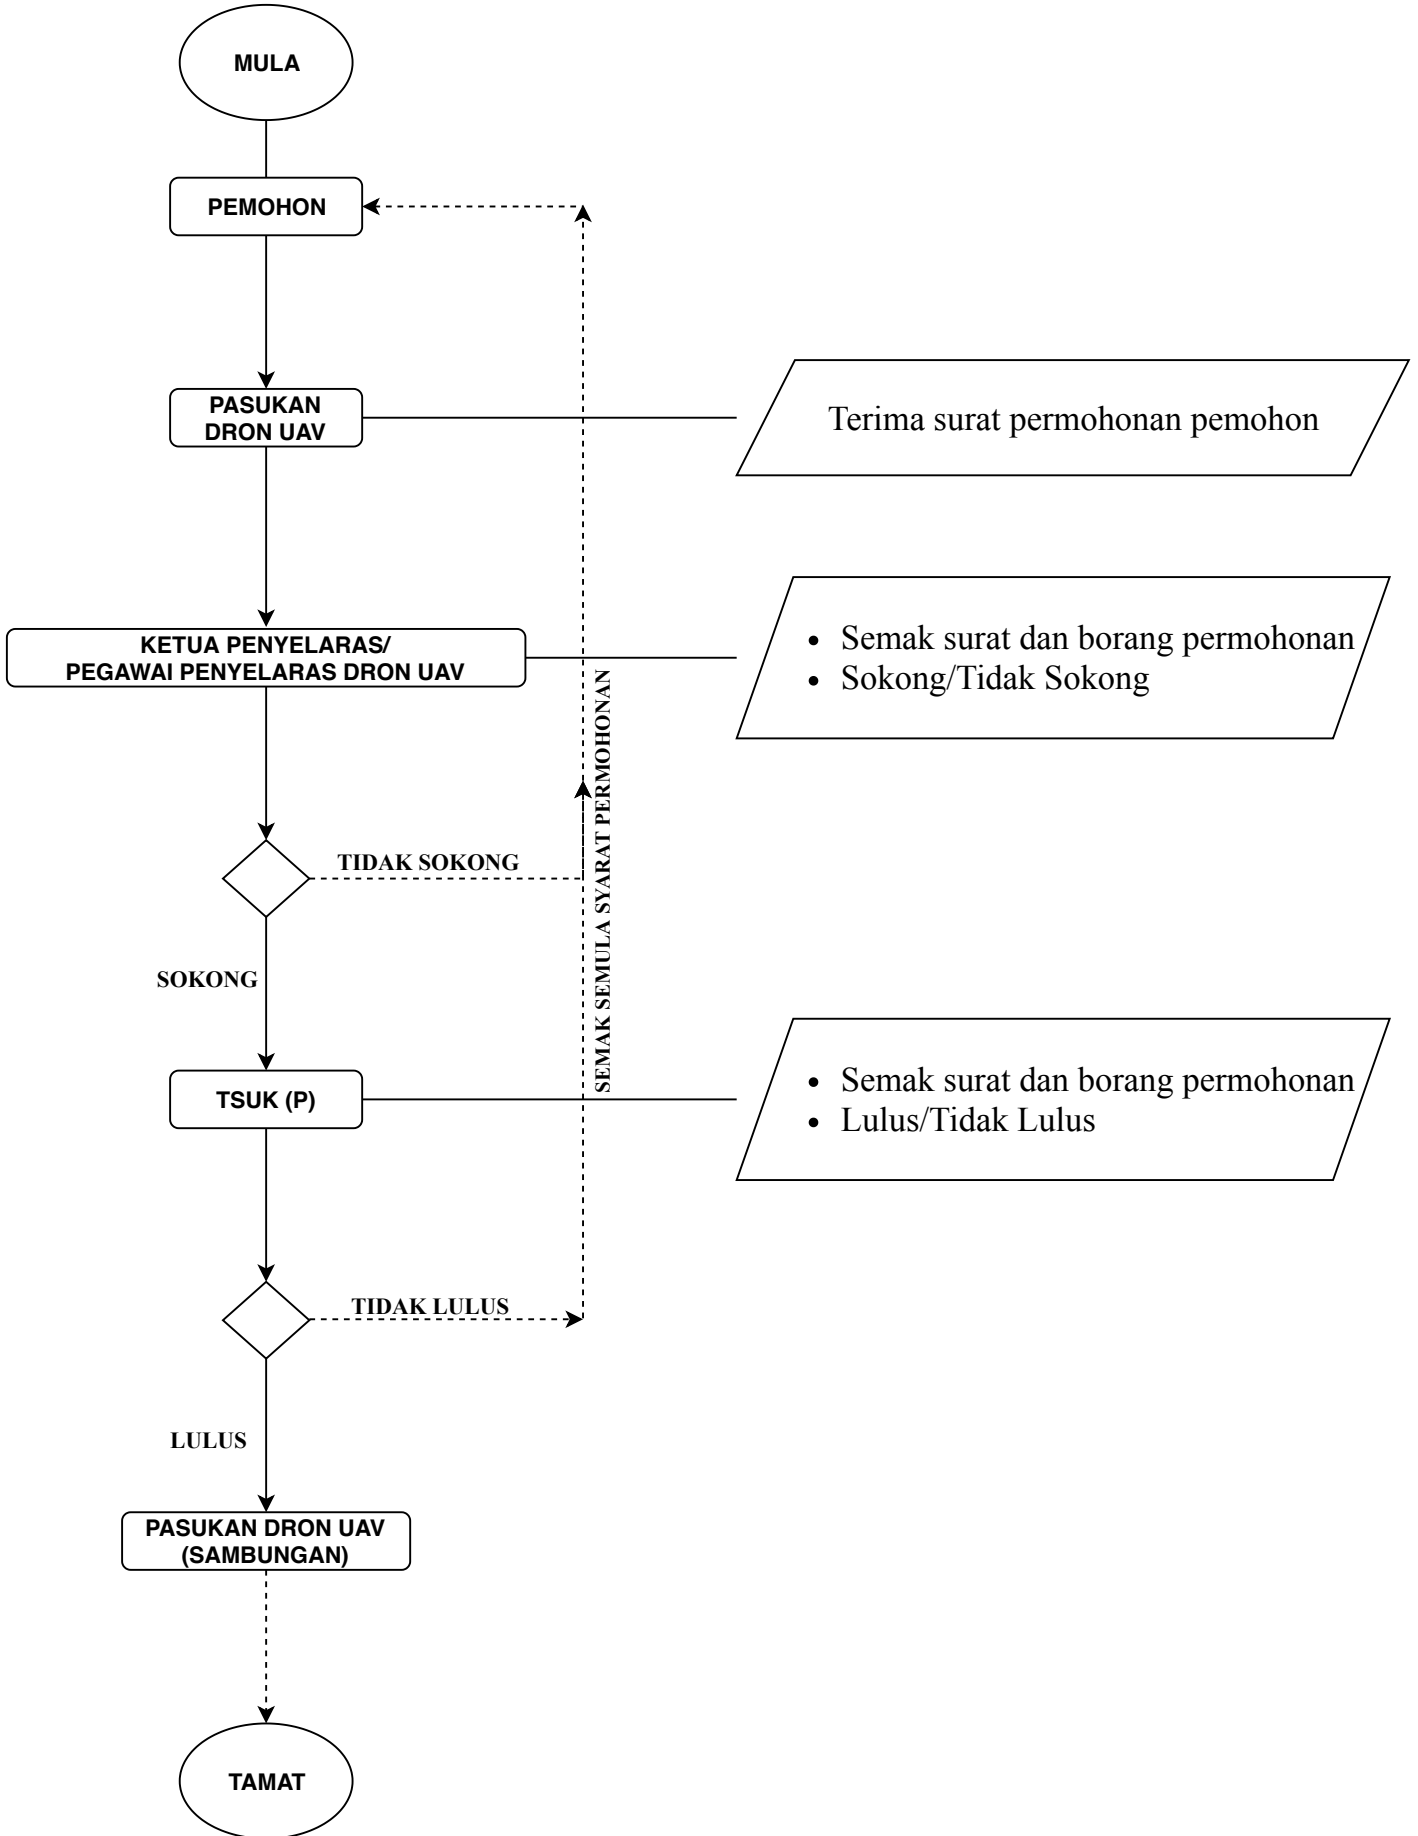 MULA
PEMOHON
PASUKAN
DRON UAV
Terima surat permohonan pemohon
KETUA PENYELARAS/
PEGAWAI PENYELARAS DRON UAV
• Semak surat dan borang permohonan
• Sokong/Tidak Sokong
SEMAK SEMULA SYARAT PERMOHONAN
TIDAK SOKONG
SOKONG
TSUK (P)
• Semak surat dan borang permohonan
• Lulus/Tidak Lulus
TIDAK LULUS
LULUS
PASUKAN DRON UAV
(SAMBUNGAN)
TAMAT